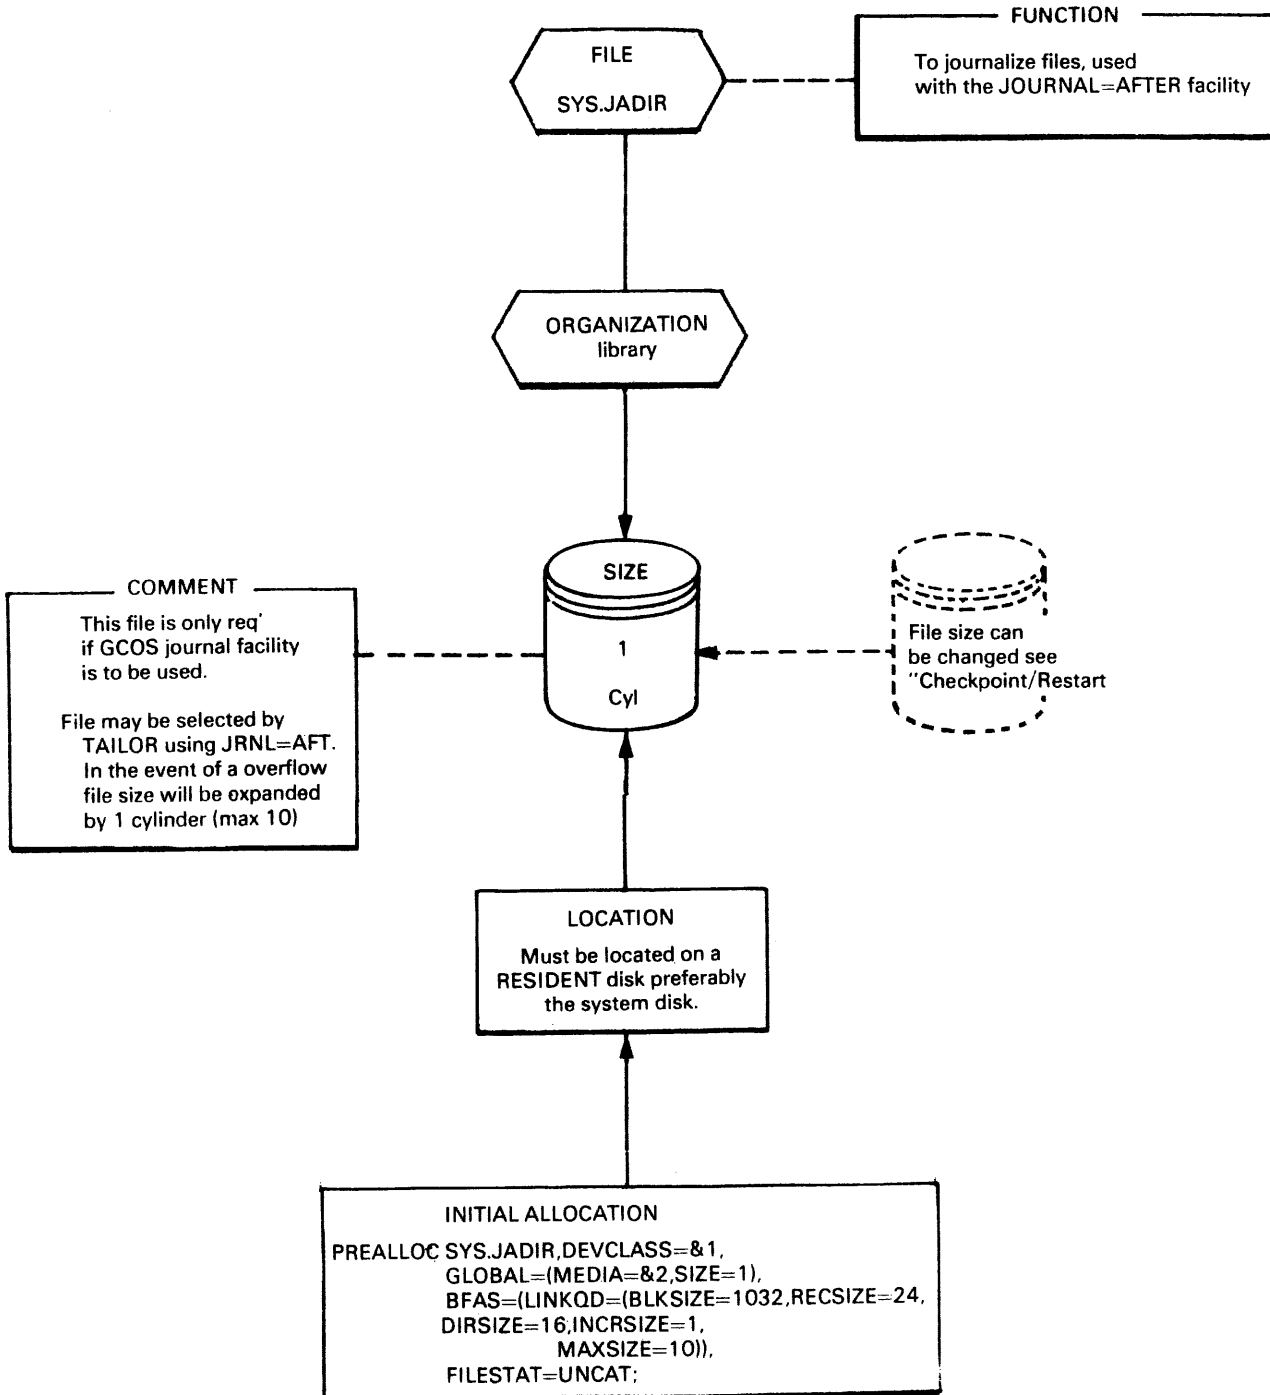 FILE
SYS.JADIR
FUNCTION
To journalize files, used
with the JOURNAL=AFTER facility
ORGANIZATION
library
SIZE
1
Cyl
File size can
be changed see
"Checkpoint/Restart
COMMENT
This file is only req'
if GCOS journal facility
is to be used.
File may be selected by
TAILOR using JRNL=AFT.
In the event of a overflow
file size will be oxpanded
by 1 cylinder (max 10)
LOCATION
Must be located on a
RESIDENT disk preferably
the system disk.
INITIAL ALLOCATION
PREALLOC SYS.JADIR,DEVCLASS=&1,
GLOBAL=(MEDIA=&2,SIZE=1),
BFAS=(LINKQD=(BLKSIZE=1032,RECSIZE=24,
DIRSIZE=16,INCRSIZE=1,
MAXSIZE=10)),
FILESTAT=UNCAT;